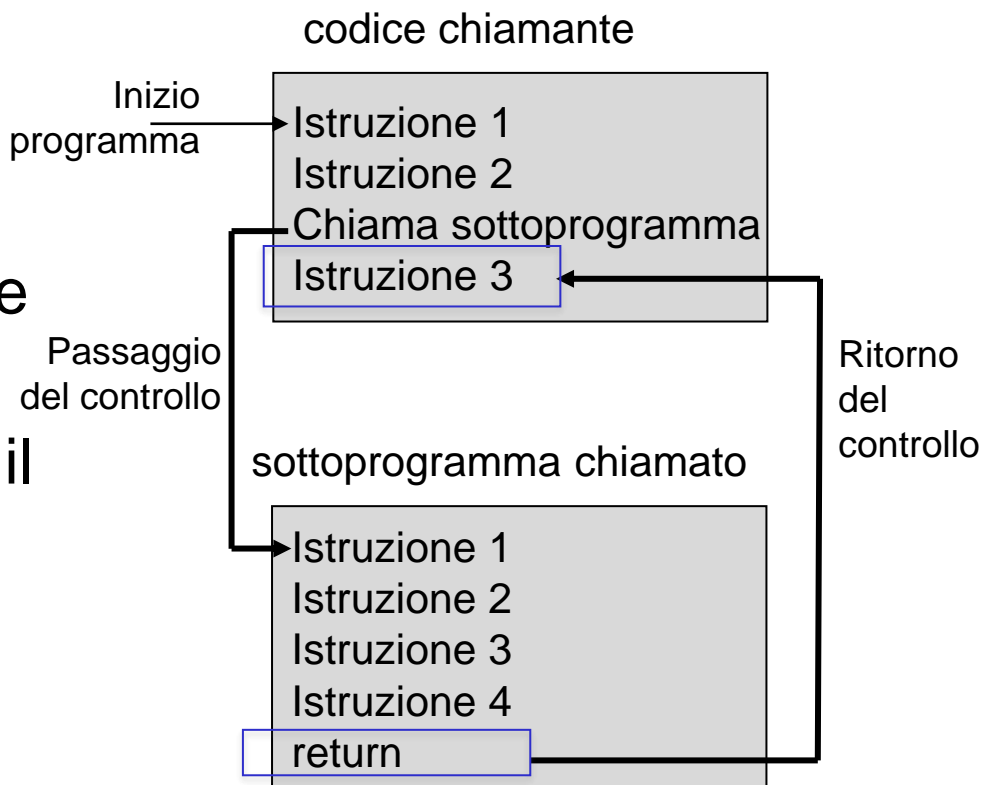 codice chiamante
Inizio
programma
Istruzione 1
Istruzione 2
Chiama sottoprogramma
Istruzione 3
e
Passaggio
del controllo
Ritorno
del
controllo
il
sottoprogramma chiamato
Istruzione 1
Istruzione 2
Istruzione 3
Istruzione 4
return